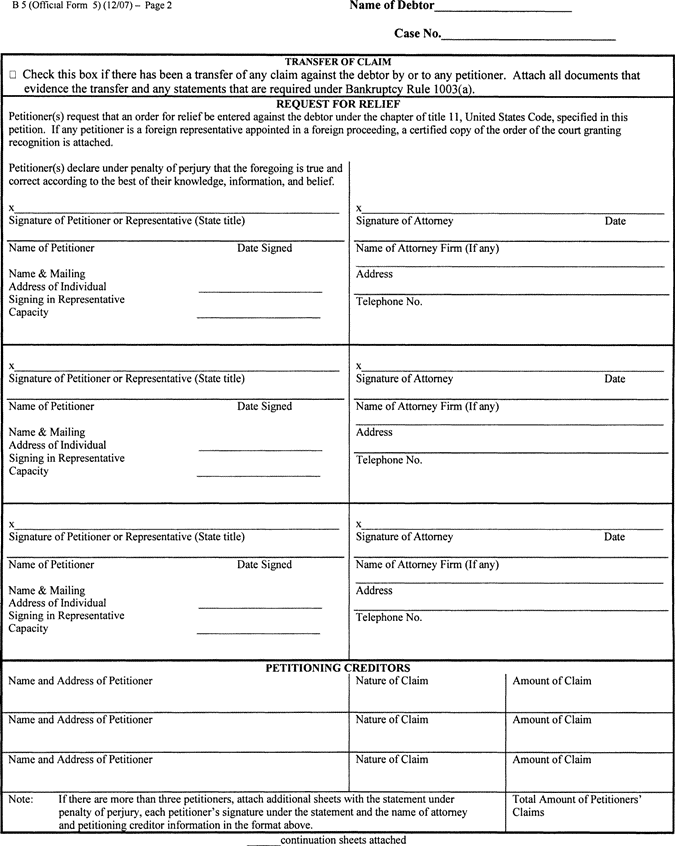 B 5 (Official Form 5) (12/07) – Page 2
Name of Debtor____________________
Case No.____________________
TRANSFER OF CLAIM
☐ Check this box if there has been a transfer of any claim against the debtor by or to any petitioner. Attach all documents that
evidence the transfer and any statements that are required under Bankruptcy Rule 1003(a).
REQUEST FOR RELIEF
Petitioner(s) request that an order for relief be entered against the debtor under the chapter of title 11, United States Code, specified in this
petition. If any petitioner is a foreign representative appointed in a foreign proceeding, a certified copy of the order of the court granting
recognition is attached.
Petitioner(s) declare under penalty of perjury that the foregoing is true and
correct according to the best of their knowledge, information, and belief.
x____________________
Signature of Petitioner or Representative (State title)
Name of Petitioner Date Signed
Name & Mailing
Address of Individual
Signing in Representative
Capacity
x____________________
Signature of Attorney Date
Name of Attorney Firm (If any)
Address
Telephone No.
x____________________
Signature of Petitioner or Representative (State title)
Name of Petitioner Date Signed
Name & Mailing
Address of Individual
Signing in Representative
Capacity
x____________________
Signature of Attorney Date
Name of Attorney Firm (If any)
Address
Telephone No.
x____________________
Signature of Petitioner or Representative (State title)
Name of Petitioner Date Signed
Name & Mailing
Address of Individual
Signing in Representative
Capacity
x____________________
Signature of Attorney Date
Name of Attorney Firm (If any)
Address
Telephone No.
PETITIONING CREDITORS
Name and Address of Petitioner Nature of Claim Amount of Claim
Name and Address of Petitioner Nature of Claim Amount of Claim
Name and Address of Petitioner Nature of Claim Amount of Claim
Note: If there are more than three petitioners, attach additional sheets with the statement under
penalty of perjury, each petitioner's signature under the statement and the name of attorney
and petitioning creditor information in the format above.
Total Amount of Petitioners'
Claims
_____continuation sheets attached